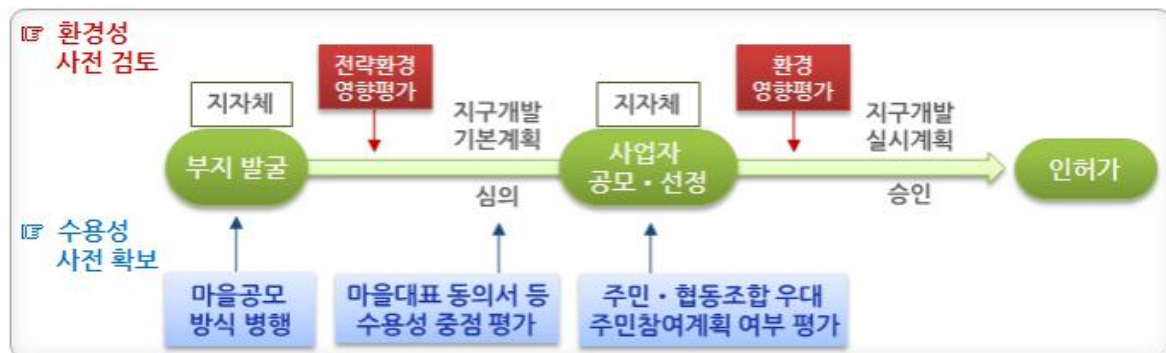 ☞ 환경성
사전 검토
전략환경
영향평가
환경
영향평가
지자체
지구개발
기본계획
지자체
지구개발
실시계획
부지 발굴
사업자
공모・선정
인허가
심의
승인
☞ 수용성
사전 확보
마을공모
방식 병행
마을대표 동의서 등
수용성 중점 평가
주민・협동조합 우대
주민참여계획 여부 평가